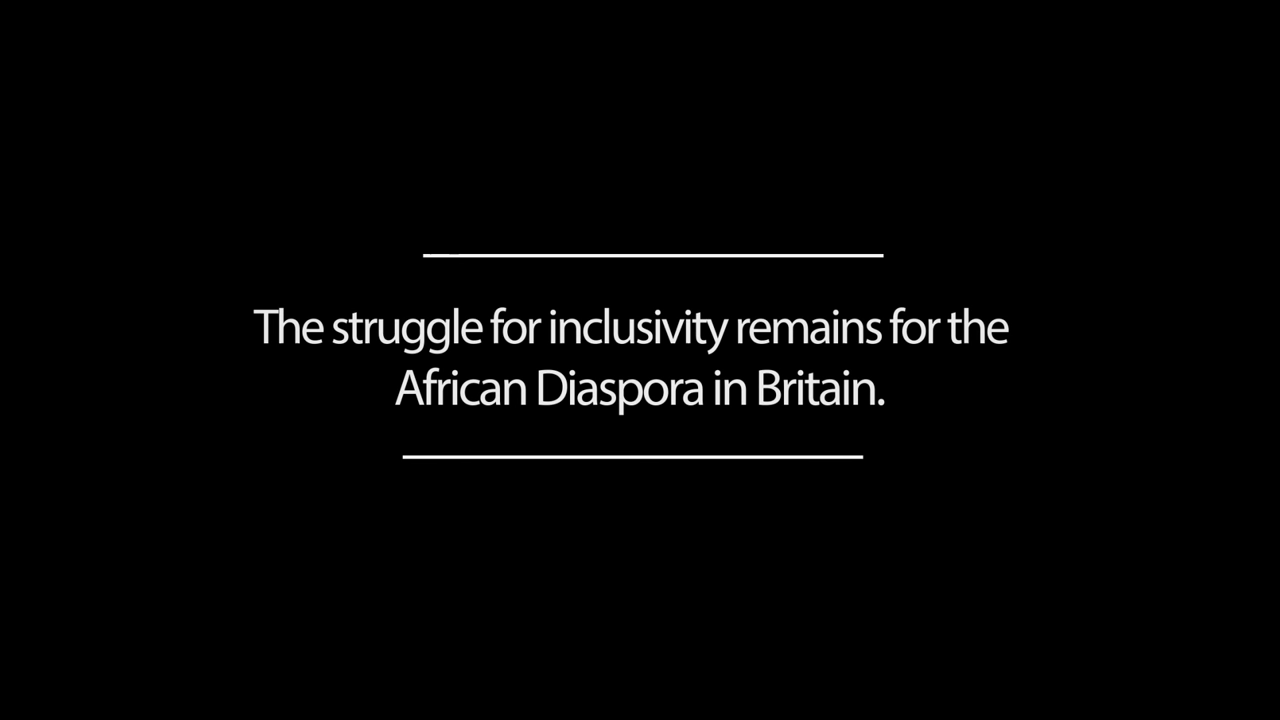 The struggle for inclusivity remains for the
African Diaspora in Britain.